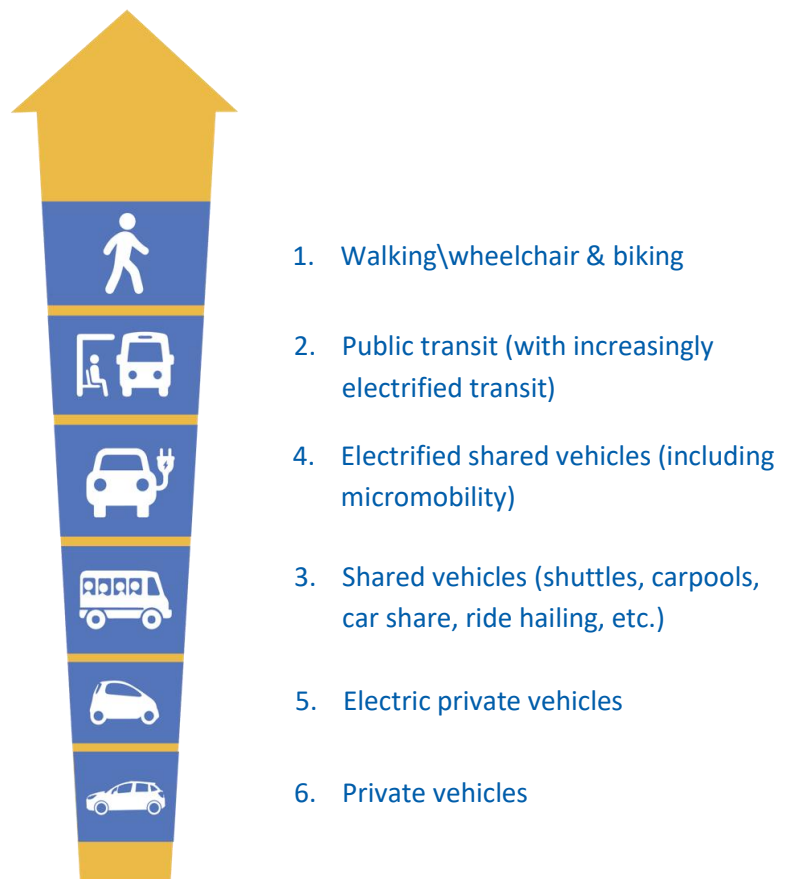 1. Walking\wheelchair & biking
2. Public transit (with increasingly
electrified transit)
4. Electrified shared vehicles (including
micromobility)
3. Shared vehicles (shuttles, carpools,
car share, ride hailing, etc.)
5. Electric private vehicles
6. Private vehicles